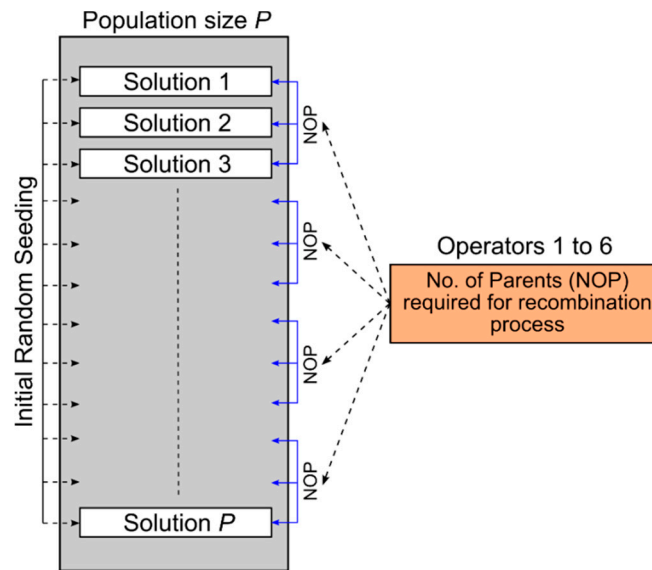 Population size P
Solution 1
Solution 2
Solution 3
Solution P
Initial Random Seeding
NOP
NOP
NOP
NOP
Operators 1 to 6
No. of Parents (NOP)
required for recombination
process